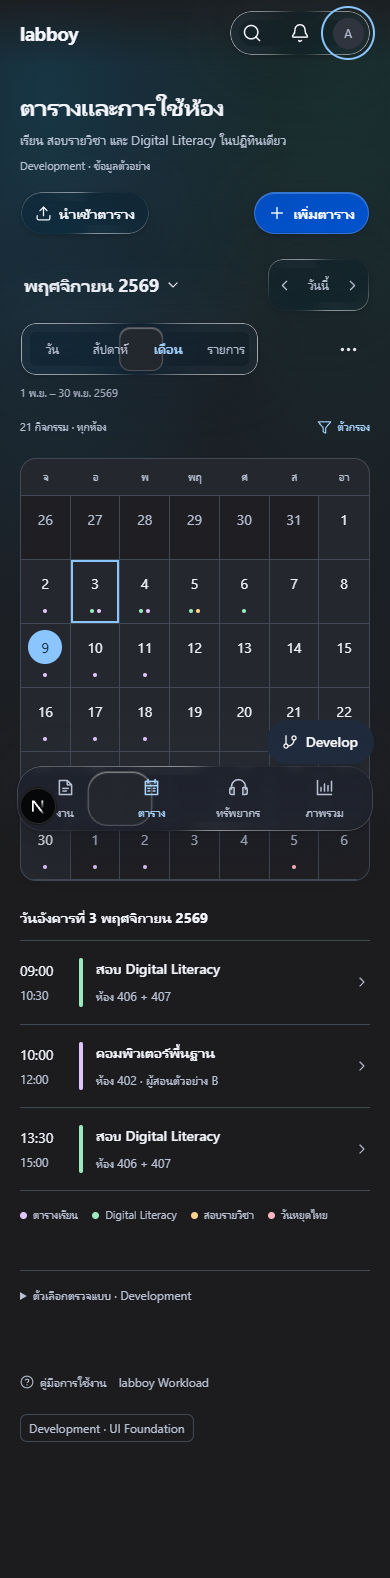 labboy
A
ตารางและการใช้ห้อง
เรียน สอบรายวิชา และ Digital Literacy ในปฏิทินเดียว
Development · ข้อมูลตัวอย่าง
นำเข้าตาราง
เพิ่มตาราง
พฤศจิกายน 2569
วันนี้
วัน สัปดาห์ เดือน รายการ
1 พ.ย. – 30 พ.ย. 2569
21 กิจกรรม · ทุกห้อง
ตัวกรอง
จ อ พ พฤ ศ ส อา
26 27 28 29 30 31 1
2 3 4 5 6 7 8
9 10 11 12 13 14 15
16 17 18 19 20 21 22
Develop
N
งาน ตาราง ทรัพยากร ภาพรวม
30 1 2 3 4 5 6
วันอังคารที่ 3 พฤศจิกายน 2569
09:00 สอบ Digital Literacy
10:30 ห้อง 406 + 407
10:00 คอมพิวเตอร์พื้นฐาน
12:00 ห้อง 402 · ผู้สอนตัวอย่าง B
13:30 สอบ Digital Literacy
15:00 ห้อง 406 + 407
ตารางเรียน Digital Literacy สอบรายวิชา วันหยุดไทย
ตัวเลือกตรวจแบบ · Development
คู่มือการใช้งาน labboy Workload
Development · UI Foundation